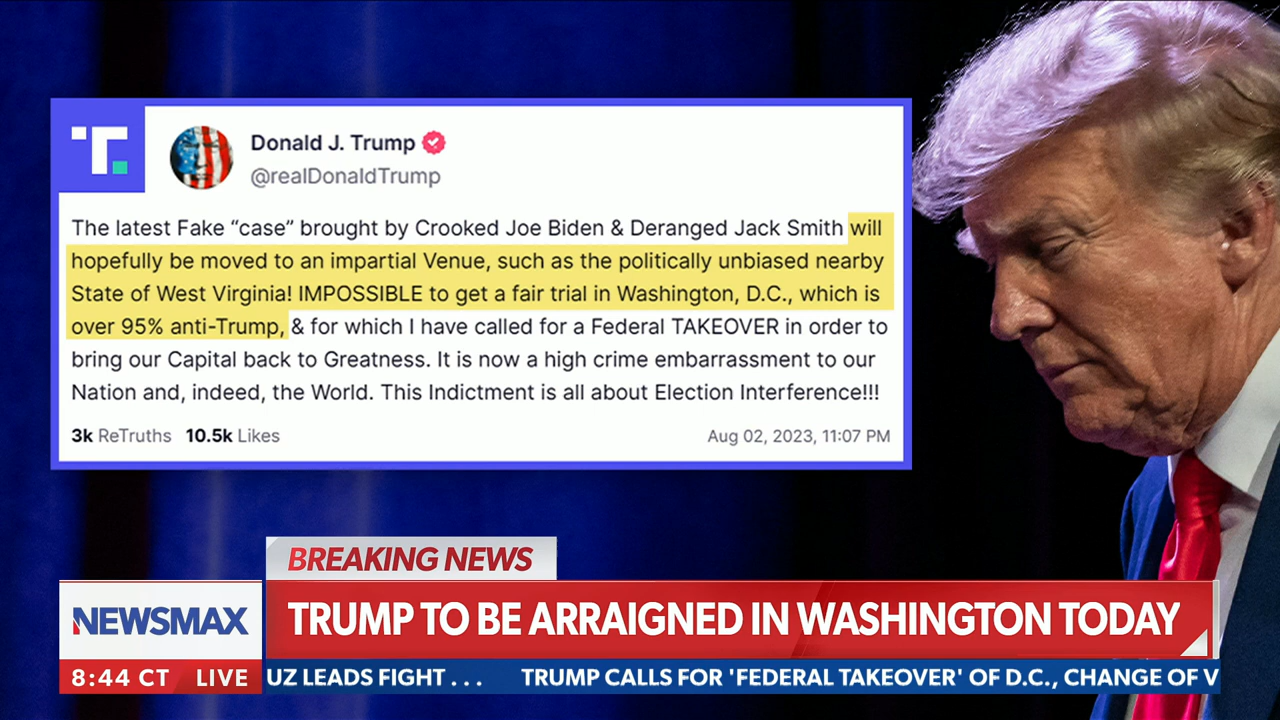 Donald J. Trump
@realDonaldTrump
The latest Fake “case” brought by Crooked Joe Biden & Deranged Jack Smith will
hopefully be moved to an impartial Venue, such as the politically unbiased nearby
State of West Virginia! IMPOSSIBLE to get a fair trial in Washington, D.C., which is
over 95% anti-Trump, & for which I have called for a Federal TAKEOVER in order to
bring our Capital back to Greatness. It is now a high crime embarrassment to our
Nation and, indeed, the World. This Indictment is all about Election Interference!!!
3k ReTruths 10.5k Likes
Aug 02, 2023, 11:07 PM
BREAKING NEWS
NEWSMAX
TRUMP TO BE ARRAIGNED IN WASHINGTON TODAY
8:44 CT LIVE
UZ LEADS FIGHT . . . TRUMP CALLS FOR 'FEDERAL TAKEOVER' OF D.C., CHANGE OF V